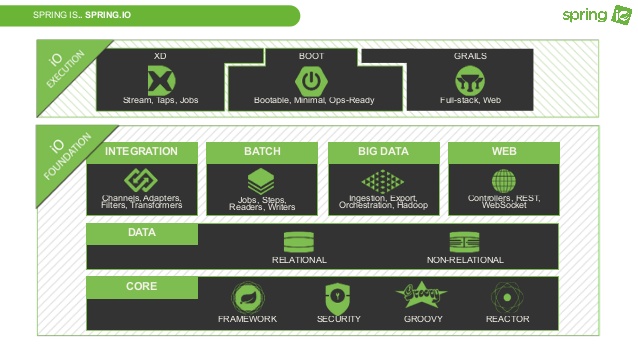 SPRING IS.. SPRING.IO
spring iO
iO
EXECUTION
XD
BOOT
GRAILS
Stream, Taps, Jobs
Bootable, Minimal, Ops-Ready
Full-stack, Web
iO
FOUNDATION
INTEGRATION
BATCH
BIG DATA
WEB
Channels, Adapters,
Filters, Transformers
Jobs, Steps,
Readers, Writers
Ingestion, Export,
Orchestration, Hadoop
Controllers, REST,
WebSocket
DATA
RELATIONAL
NON-RELATIONAL
CORE
Groovy
FRAMEWORK
SECURITY
GROOVY
REACTOR